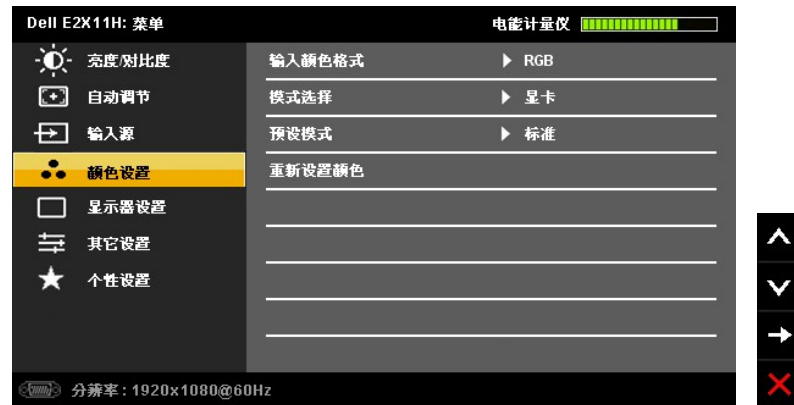 Dell E2X11H: 菜单
电能计量仪
亮度/对比度
自动调节
输入源
颜色设置
显示器设置
其它设置
个性设置
输入颜色格式 RGB
模式选择 显卡
预设模式 标准
重新设置颜色
分辨率: 1920x1080@60Hz